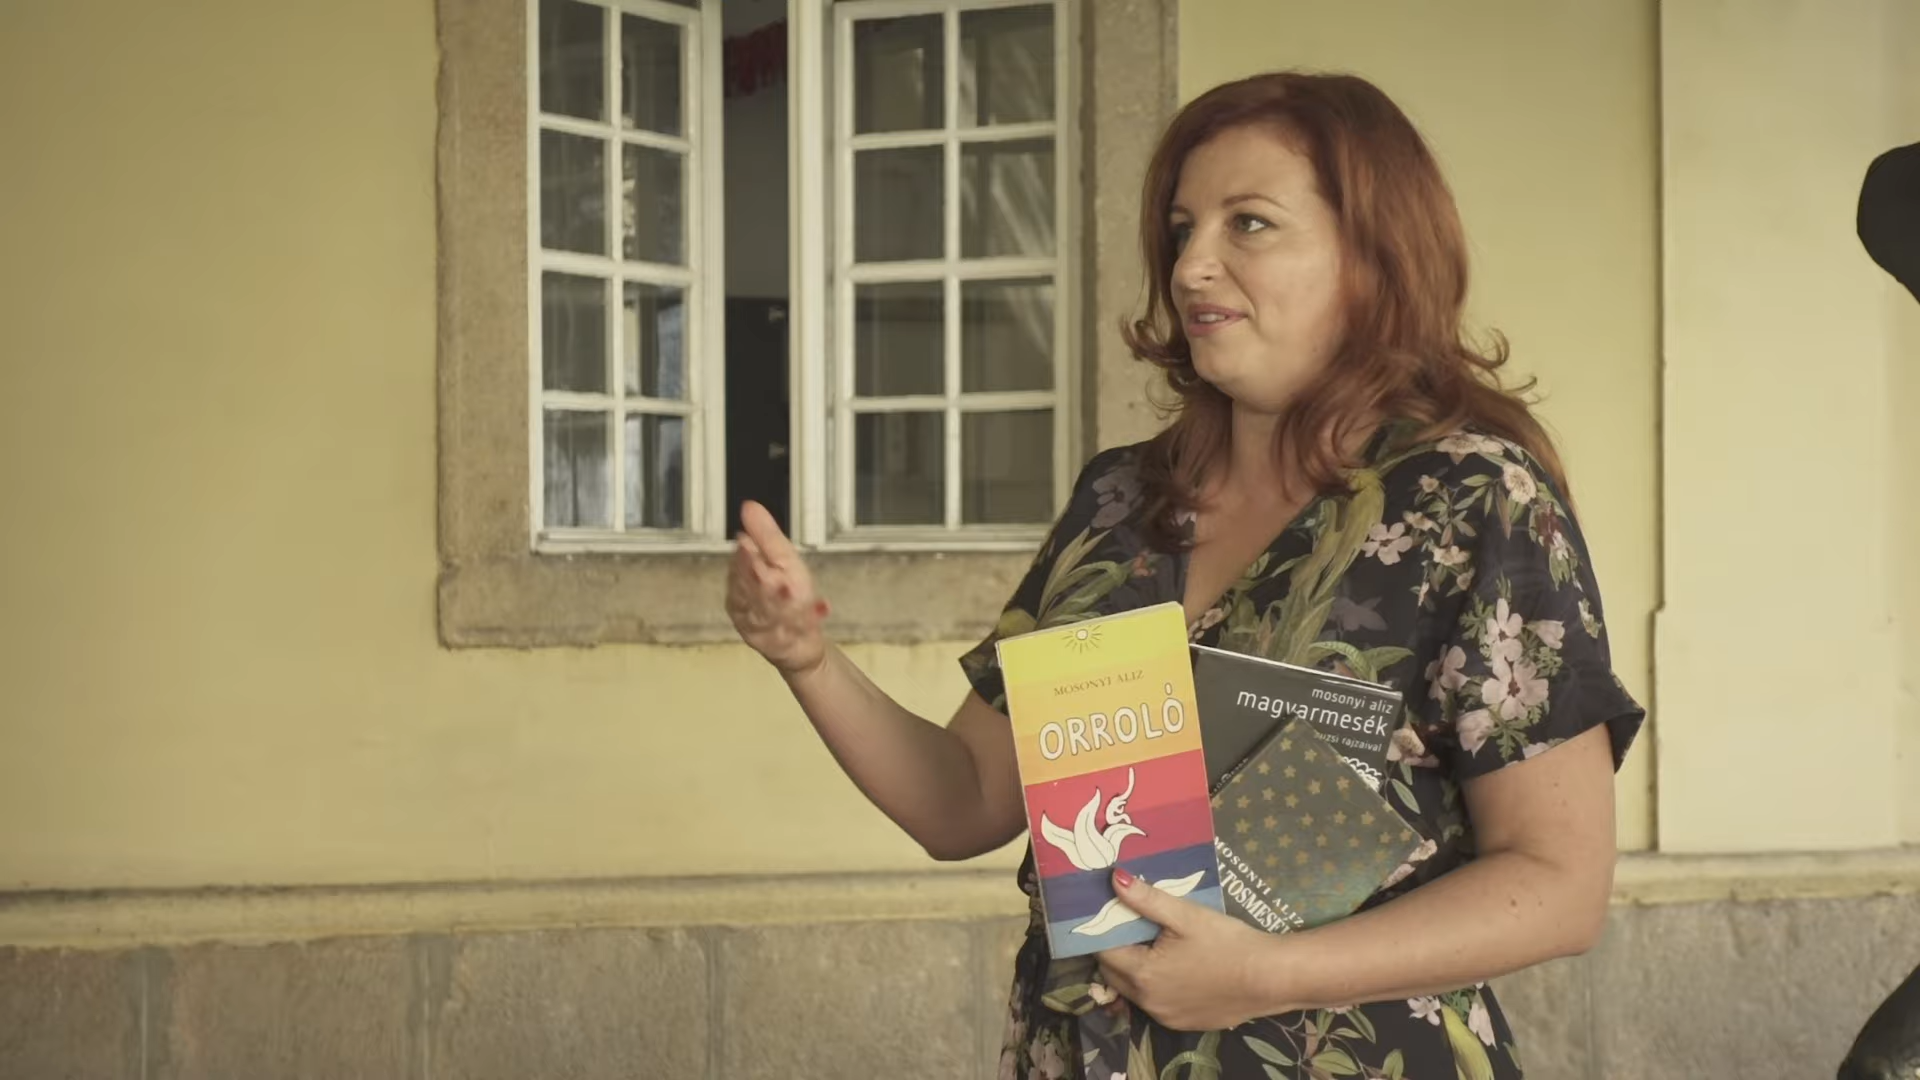 MOSONYI ALIZ
ORROLÓ
mosonyi aliz
magyarmesék
rajzaival
MOSONYI ALIZ